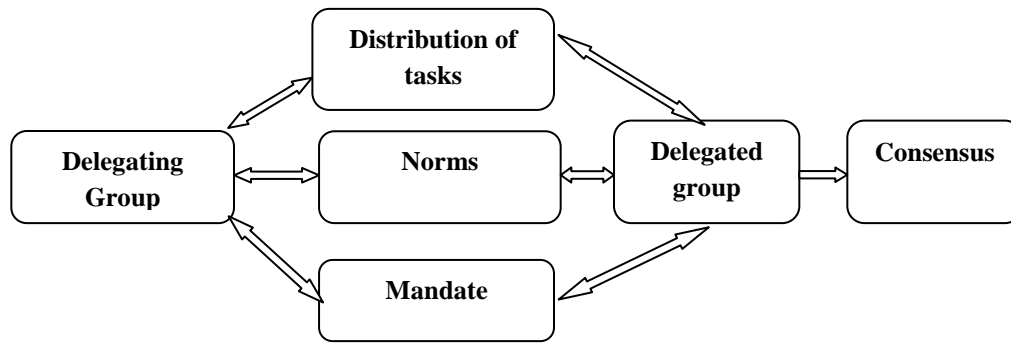 Distribution of
tasks
Delegating
Group
Norms
Delegated
group
Consensus
Mandate